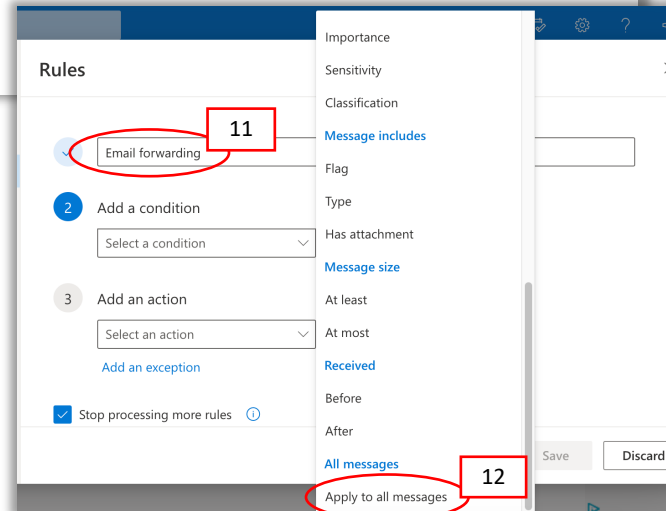 Rules
11
Email forwarding
2 Add a condition
Select a condition
3 Add an action
Select an action
Add an exception
Stop processing more rules
Importance
Sensitivity
Classification
Message includes
Flag
Type
Has attachment
Message size
At least
At most
Received
Before
After
All messages
12
Apply to all messages
Save
Discard